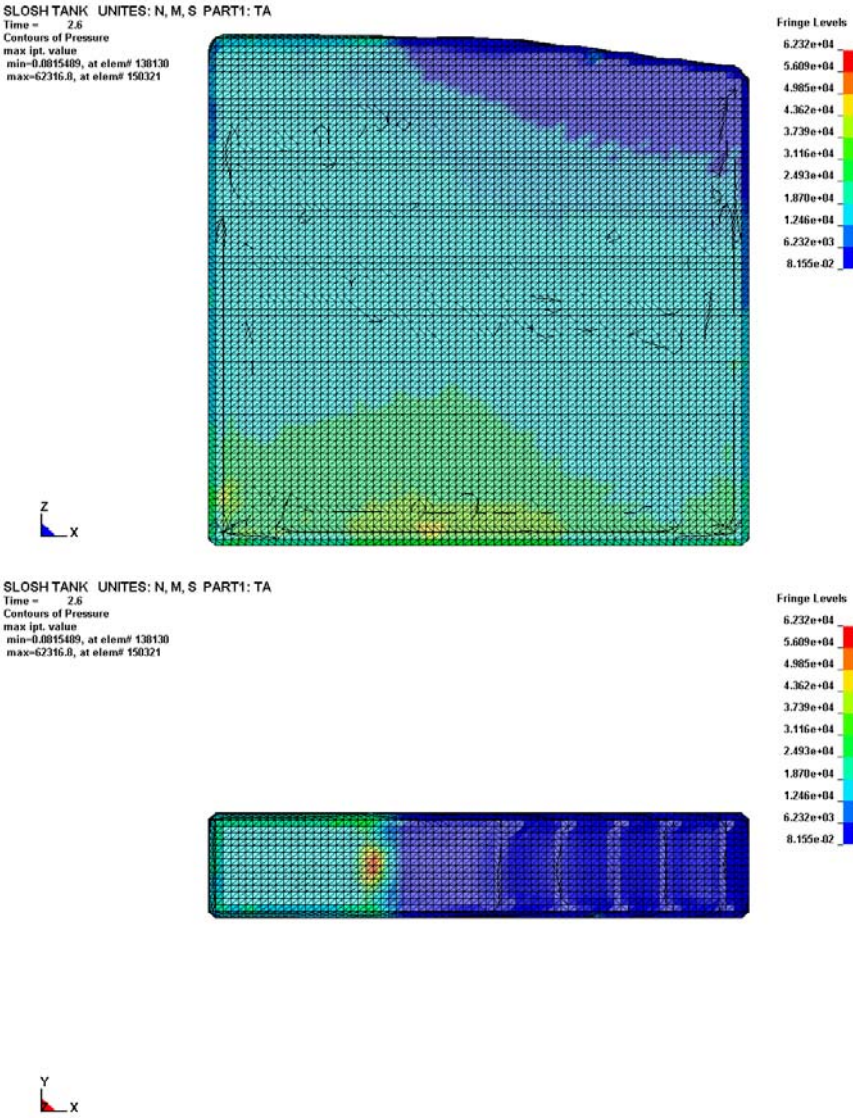 SLOSH TANK UNITES: N, M, S PART1: TA
Time = 2.6
Contours of Pressure
max ipt. value
min=0.0815489, at elem# 138130
max=62316.8, at elem# 150321
Fringe Levels
6.232e+04
5.609e+04
4.985e+04
4.362e+04
3.739e+04
3.116e+04
2.493e+04
1.870e+04
1.246e+04
6.232e+03
8.155e-02
Z
X
SLOSH TANK UNITES: N, M, S PART1: TA
Time = 2.6
Contours of Pressure
max ipt. value
min=0.0815489, at elem# 138130
max=62316.8, at elem# 150321
Fringe Levels
6.232e+04
5.609e+04
4.985e+04
4.362e+04
3.739e+04
3.116e+04
2.493e+04
1.870e+04
1.246e+04
6.232e+03
8.155e-02
Y
X